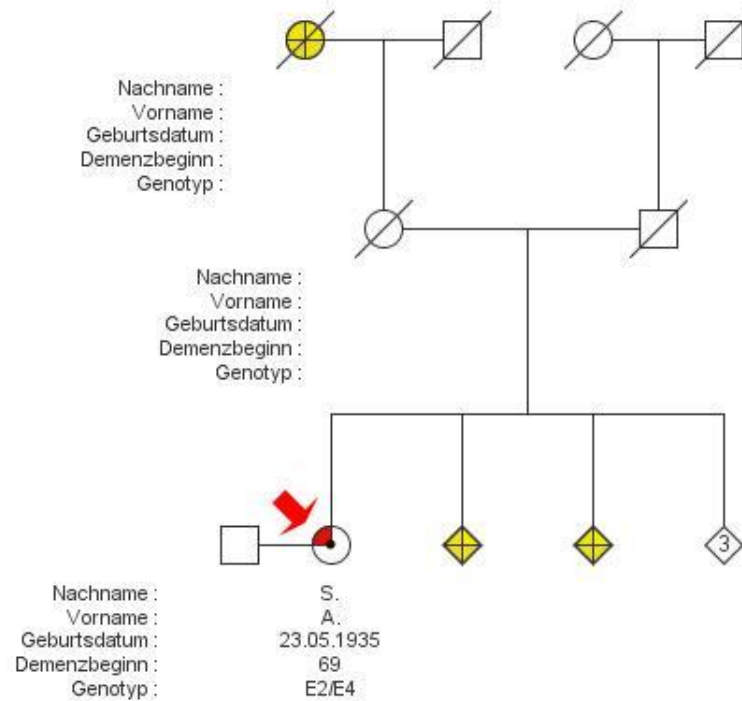 Nachname :
Vorname :
Geburtsdatum :
Demenzbeginn :
Genotyp :
Nachname :
Vorname :
Geburtsdatum :
Demenzbeginn :
Genotyp :
3
Nachname : S.
Vorname : A.
Geburtsdatum : 23.05.1935
Demenzbeginn : 69
Genotyp : E2/E4